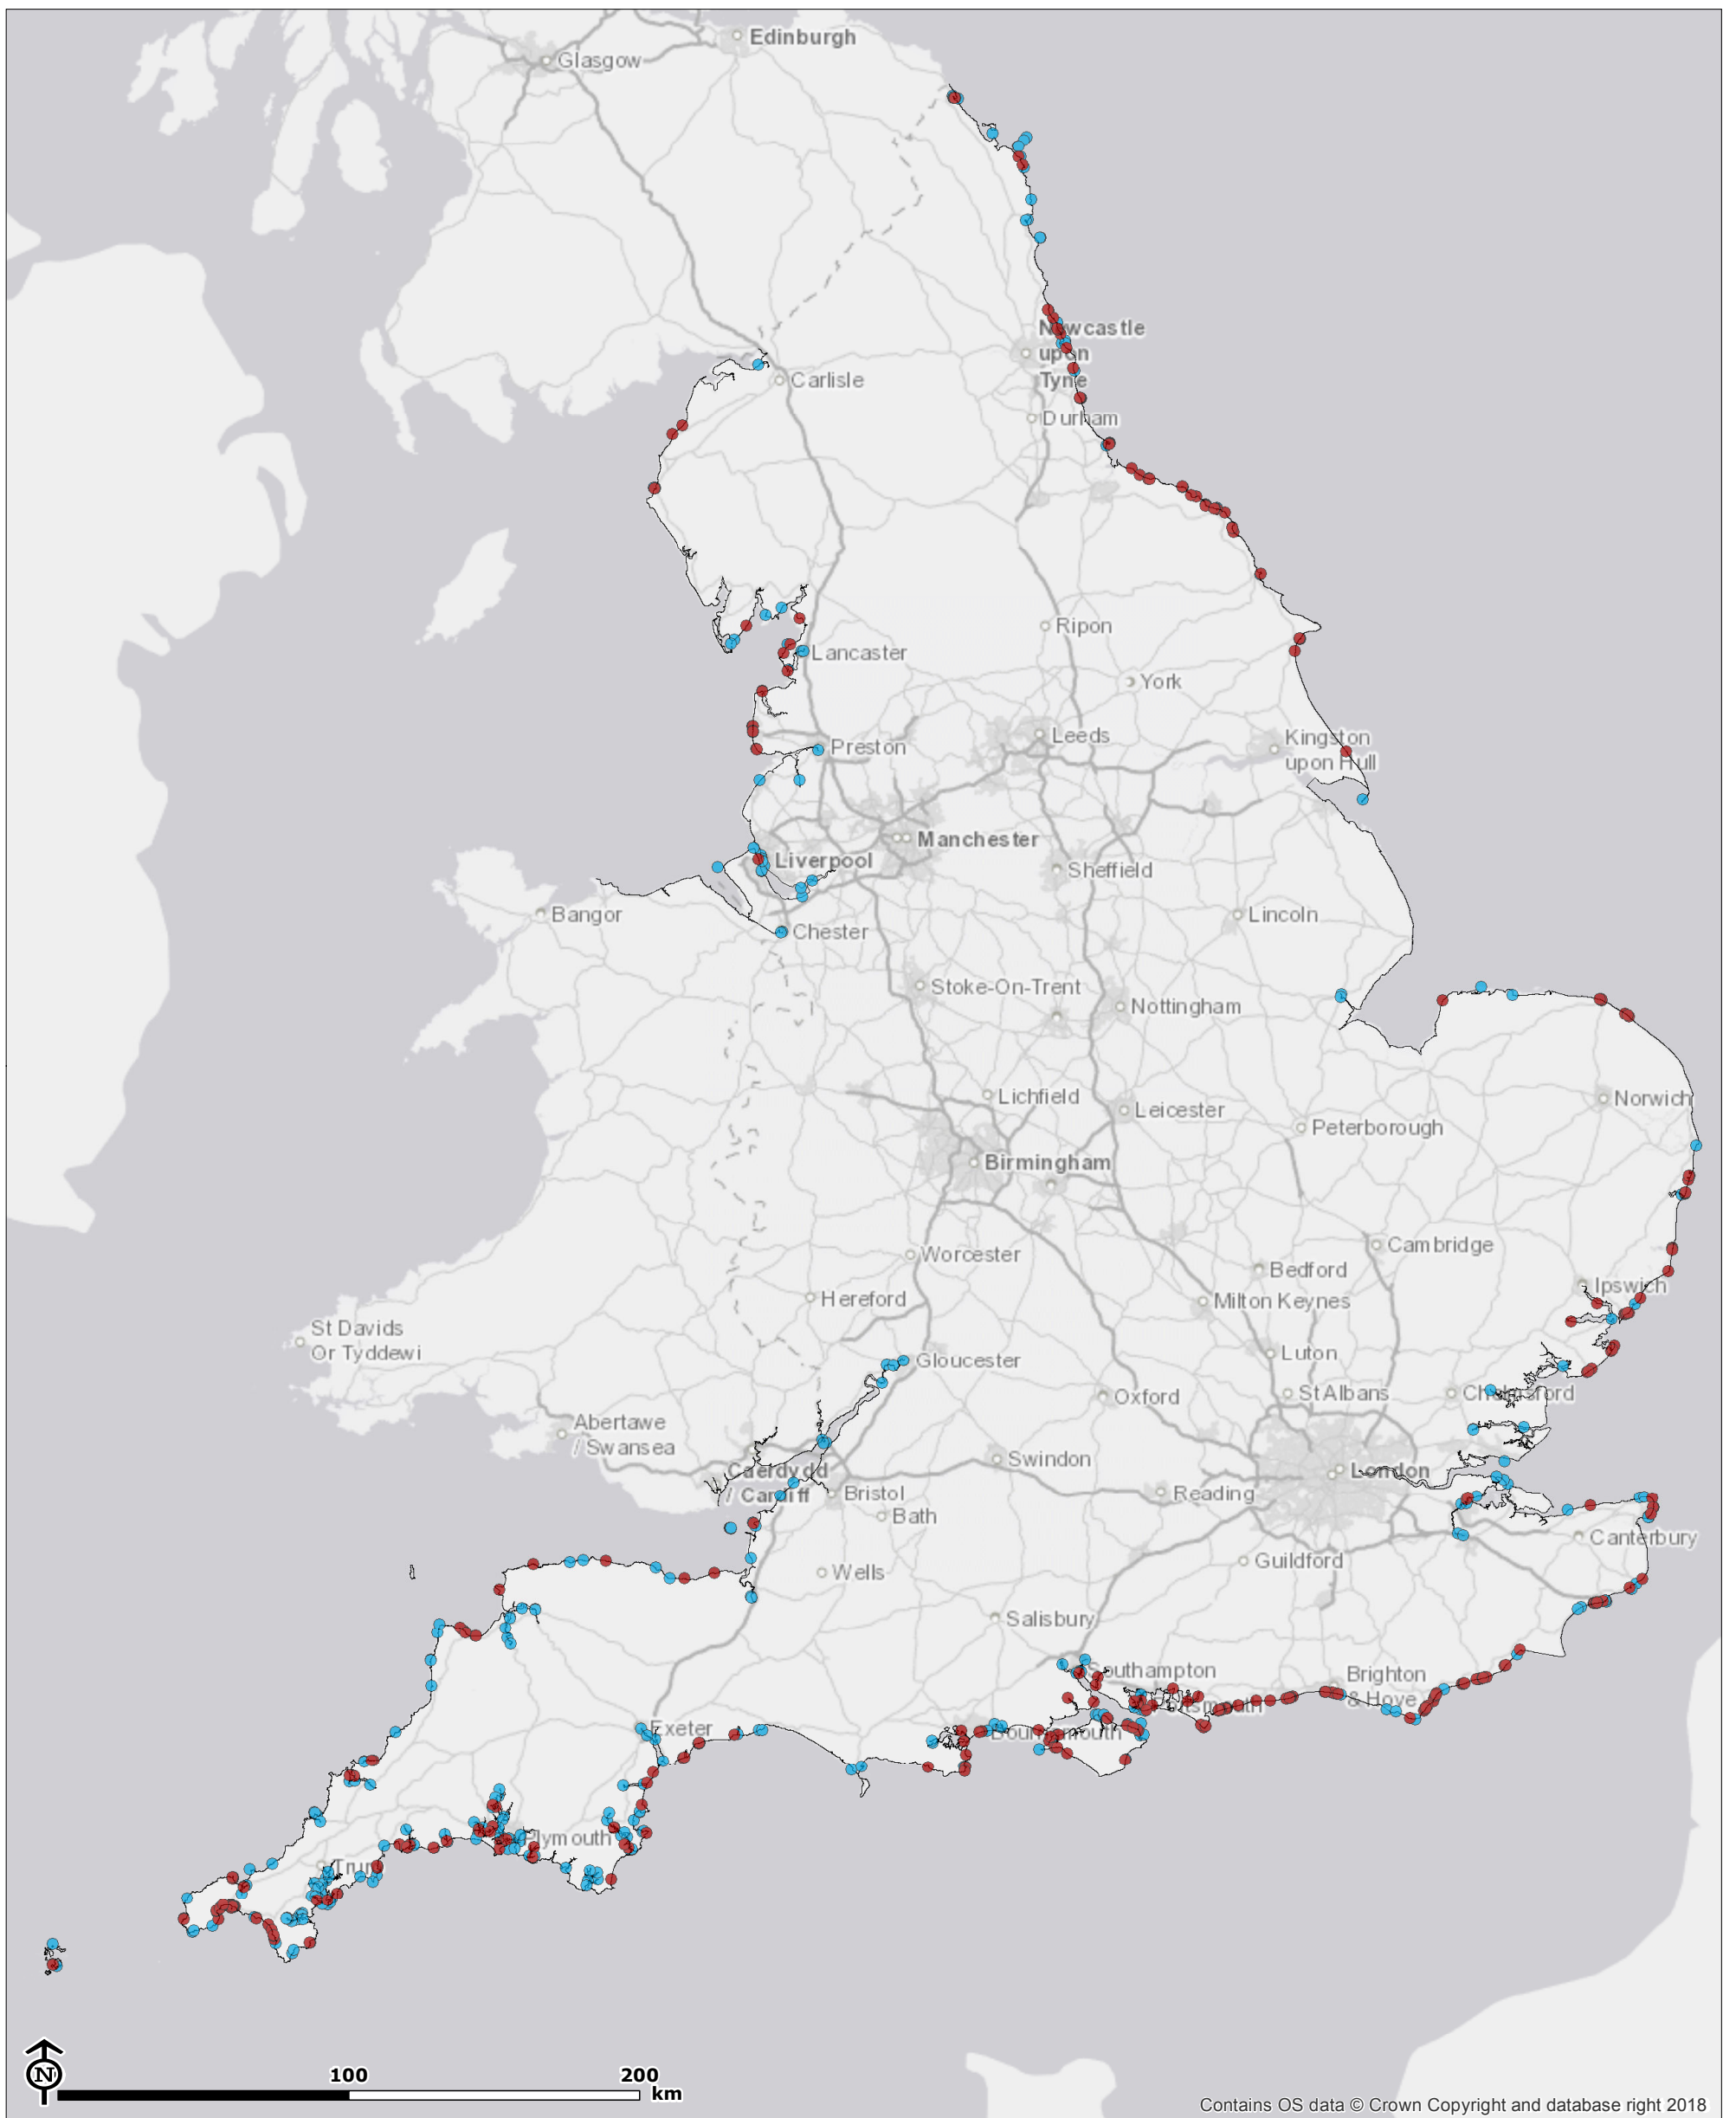 Edinburgh
Glasgow
Newcastle
upon
Tyne
Carlisle
Durham
Ripon
Lancaster
York
Leeds
Kingston
upon Hull
Preston
Manchester
Liverpool
Sheffield
Bangor
Lincoln
Chester
Stoke-On-Trent
Nottingham
Lichfield
Norwich
Leicester
Peterborough
Birmingham
Cambridge
Worcester
Bedford
Ipswich
Hereford
Milton Keynes
St Davids
Or Tyddewi
Luton
Gloucester
Oxford
St Albans
Chelmsford
Abertawe
/ Swansea
Swindon
London
Caerdydd
/ Cardiff
Bristol
Reading
Bath
Canterbury
Guildford
Wells
Salisbury
Southampton
Brighton
& Hove
Portsmouth
Exeter
Bournemouth
Plymouth
Truro
N
100
200
km
Contains OS data © Crown Copyright and database right 2018